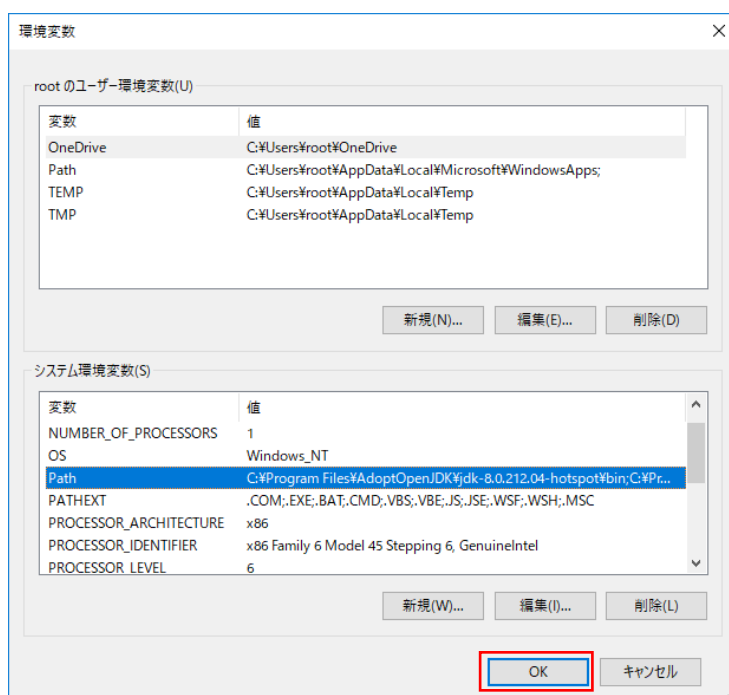 環境変数
root のユーザー環境変数(U)
変数 値
OneDrive C:¥Users¥root¥OneDrive
Path C:¥Users¥root¥AppData¥Local¥Microsoft¥WindowsApps;
TEMP C:¥Users¥root¥AppData¥Local¥Temp
TMP C:¥Users¥root¥AppData¥Local¥Temp
新規(N)... 編集(E)... 削除(D)
システム環境変数(S)
変数 値
NUMBER_OF_PROCESSORS 1
OS Windows_NT
Path C:¥Program Files¥AdoptOpenJDK¥jdk-8.0.212.04-hotspot¥bin;C:¥Pr...
PATHEXT .COM;.EXE;.BAT;.CMD;.VBS;.VBE;.JS;.JSE;.WSF;.WSH;.MSC
PROCESSOR_ARCHITECTURE x86
PROCESSOR_IDENTIFIER x86 Family 6 Model 45 Stepping 6, GenuineIntel
PROCESSOR_LEVEL 6
新規(W)... 編集(I)... 削除(L)
OK キャンセル